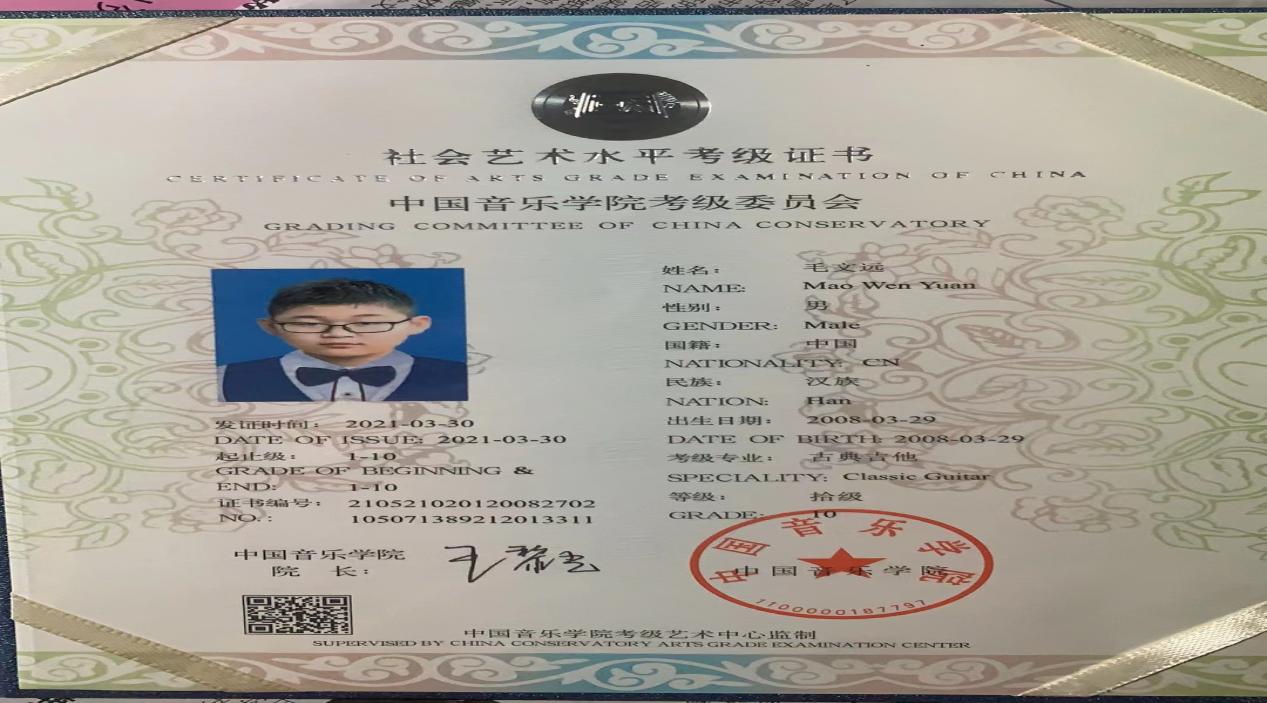 社会艺术水平考级证书
CERTIFICATE OF ARTS GRADE EXAMINATION OF CHINA
中国音乐学院考级委员会
GRADING COMMITTEE OF CHINA CONSERVATORY
姓名： 毛文远
NAME: Mao Wen Yuan
性别： 男
GENDER: Male
国籍： 中国
NATIONALITY: CN
民族： 汉族
NATION: Han
出生日期： 2008-03-29
DATE OF BIRTH: 2008-03-29
考级专业： 古典吉他
SPECIALITY: Classic Guitar
等级： 拾级
GRADE: 10
发证时间： 2021-03-30
DATE OF ISSUE: 2021-03-30
起止级： 1-10
GRADE OF BEGINNING &
END: 1-10
证书编号： 210521020120082702
NO.: 105071389212013311
中国音乐学院
院 长：
中国音乐学院
中国音乐学院
1100000187797
中国音乐学院考级艺术中心监制
SUPERVISED BY CHINA CONSERVATORY ARTS GRADE EXAMINATION CENTER